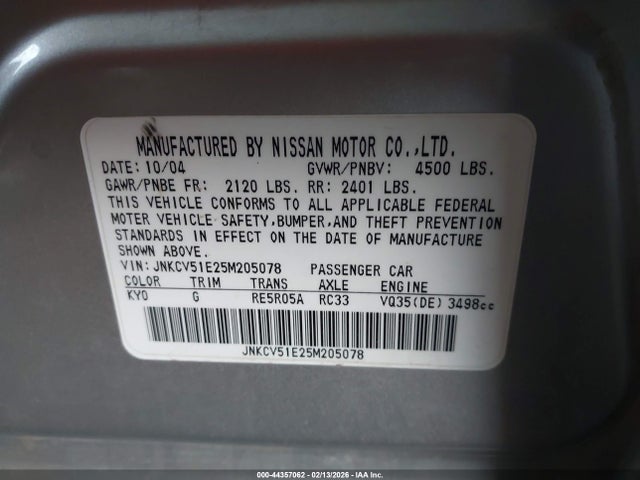 MANUFACTURED BY NISSAN MOTOR CO.,LTD.
DATE: 10/04 GVWR/PNBV: 4500 LBS.
GAWR/PNBE FR: 2120 LBS. RR: 2401 LBS.
THIS VEHICLE CONFORMS TO ALL APPLICABLE FEDERAL
MOTER VEHICLE SAFETY,BUMPER,AND THEFT PREVENTION
STANDARDS IN EFFECT ON THE DATE OF MANUFACTURE
SHOWN ABOVE.
VIN: JNKCV51E25M205078 PASSENGER CAR
COLOR TRIM TRANS AXLE ENGINE
KY0 G RE5R05A RC33 VQ35(DE) 3498cc
JNKCV51E25M205078
000-44357062 - 02/13/2026 - IAA Inc.